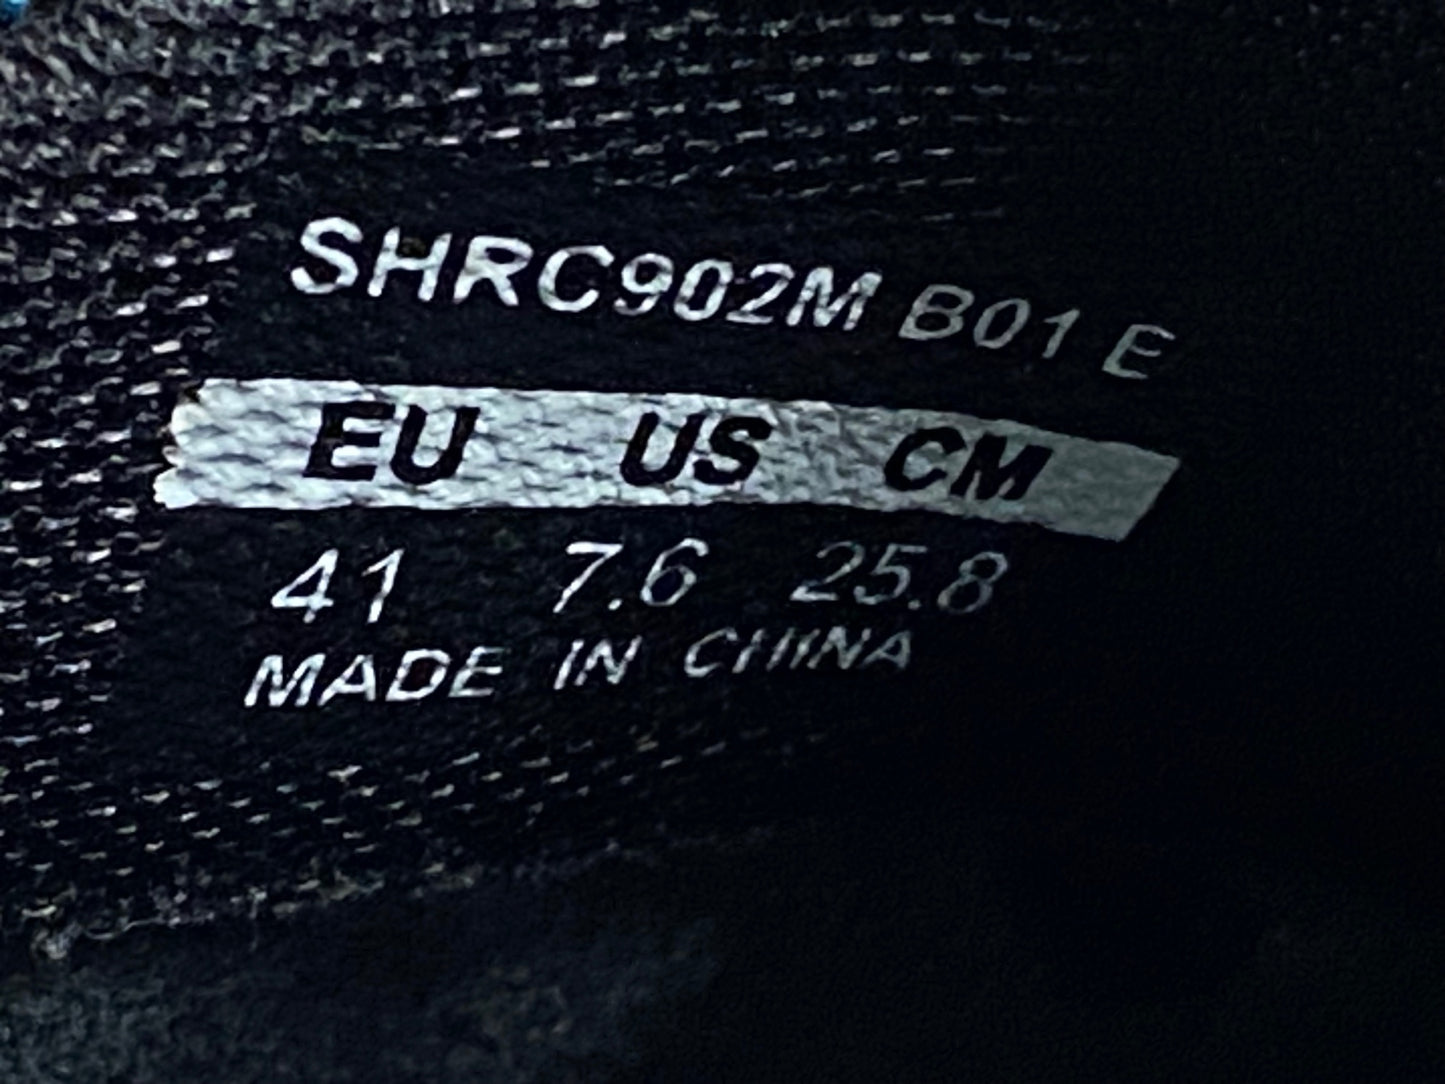 SHRC902M B01 E
EU US CM
41 7.6 25.8
MADE IN CHINA